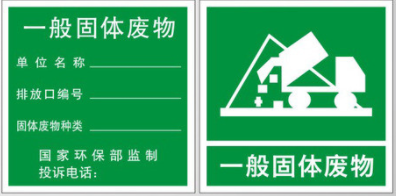 一般固体废物
单位名称
排放口编号
固体废物种类
国家环保部监制
投诉电话:
一般固体废物